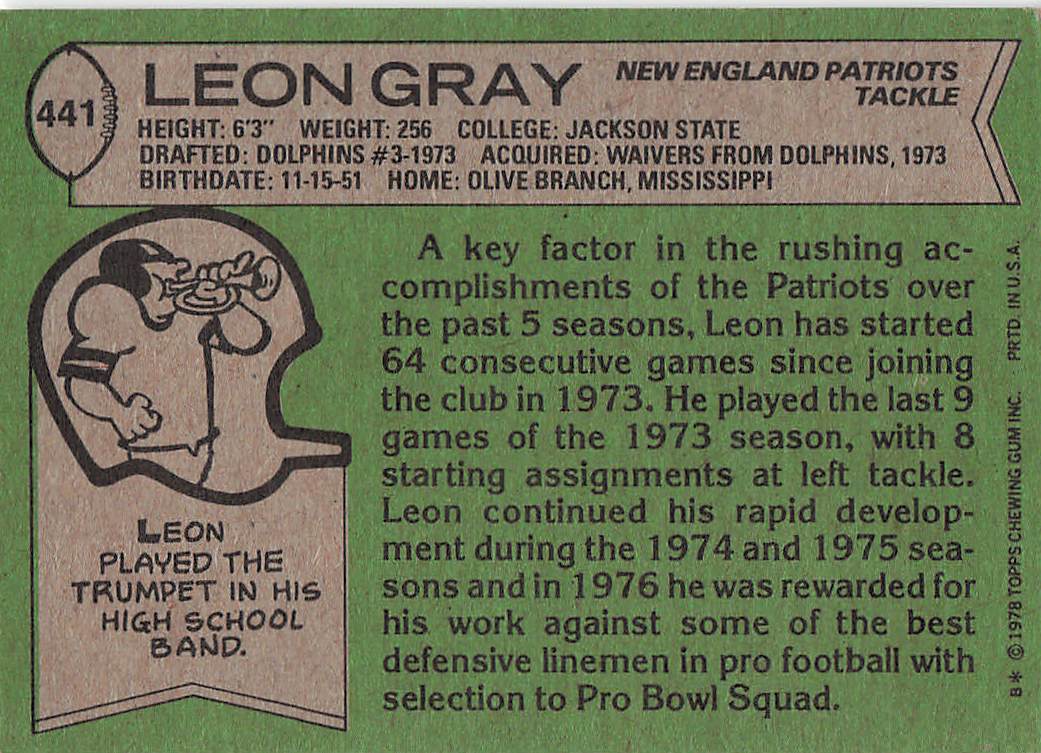 441
LEON GRAY
NEW ENGLAND PATRIOTS
TACKLE
HEIGHT: 6'3" WEIGHT: 256 COLLEGE: JACKSON STATE
DRAFTED: DOLPHINS #3-1973 ACQUIRED: WAIVERS FROM DOLPHINS, 1973
BIRTHDATE: 11-15-51 HOME: OLIVE BRANCH, MISSISSIPPI
A key factor in the rushing ac-
complishments of the Patriots over
the past 5 seasons, Leon has started
64 consecutive games since joining
the club in 1973. He played the last 9
games of the 1973 season, with 8
starting assignments at left tackle.
Leon continued his rapid develop-
ment during the 1974 and 1975 sea-
sons and in 1976 he was rewarded for
his work against some of the best
defensive linemen in pro football with
selection to Pro Bowl Squad.
LEON
PLAYED THE
TRUMPET IN HIS
HIGH SCHOOL
BAND.
B* © 1978 TOPPS CHEWING GUM INC. PRTD IN U.S.A.